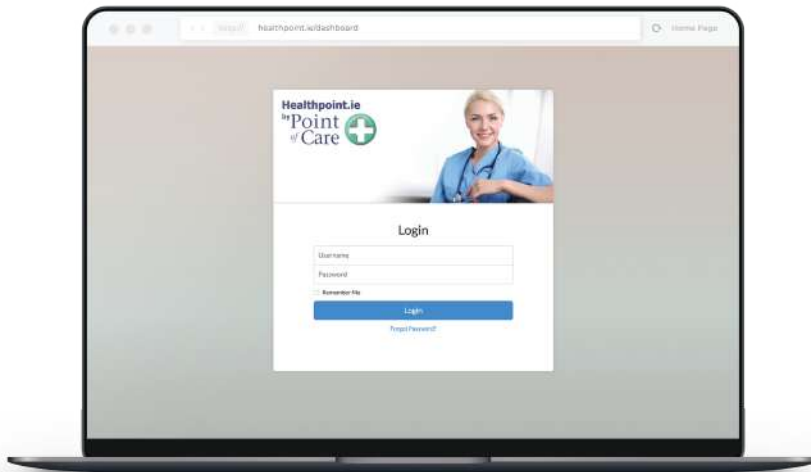 healthpoint.ie/dashboard
Home Page
Healthpoint.ie
by Point
of Care
Login
Username
Password
Remember Me
Login
Forgot Password?